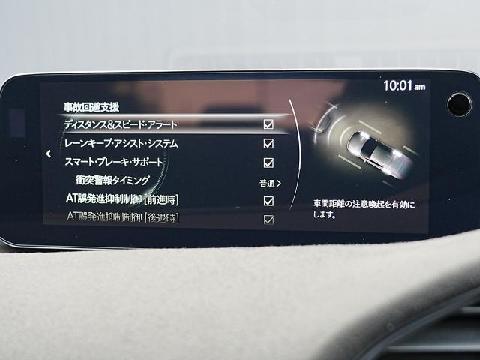 10:01 am
事故回避支援
ディスタンス&スピード・アラート
レーンキープ・アシスト・システム
スマート・ブレーキ・サポート
衝突警報タイミング 普通 >
AT誤発進抑制制御 [前進時]
AT誤発進抑制制御 [後進時]
車間距離の注意喚起を有効に
します。